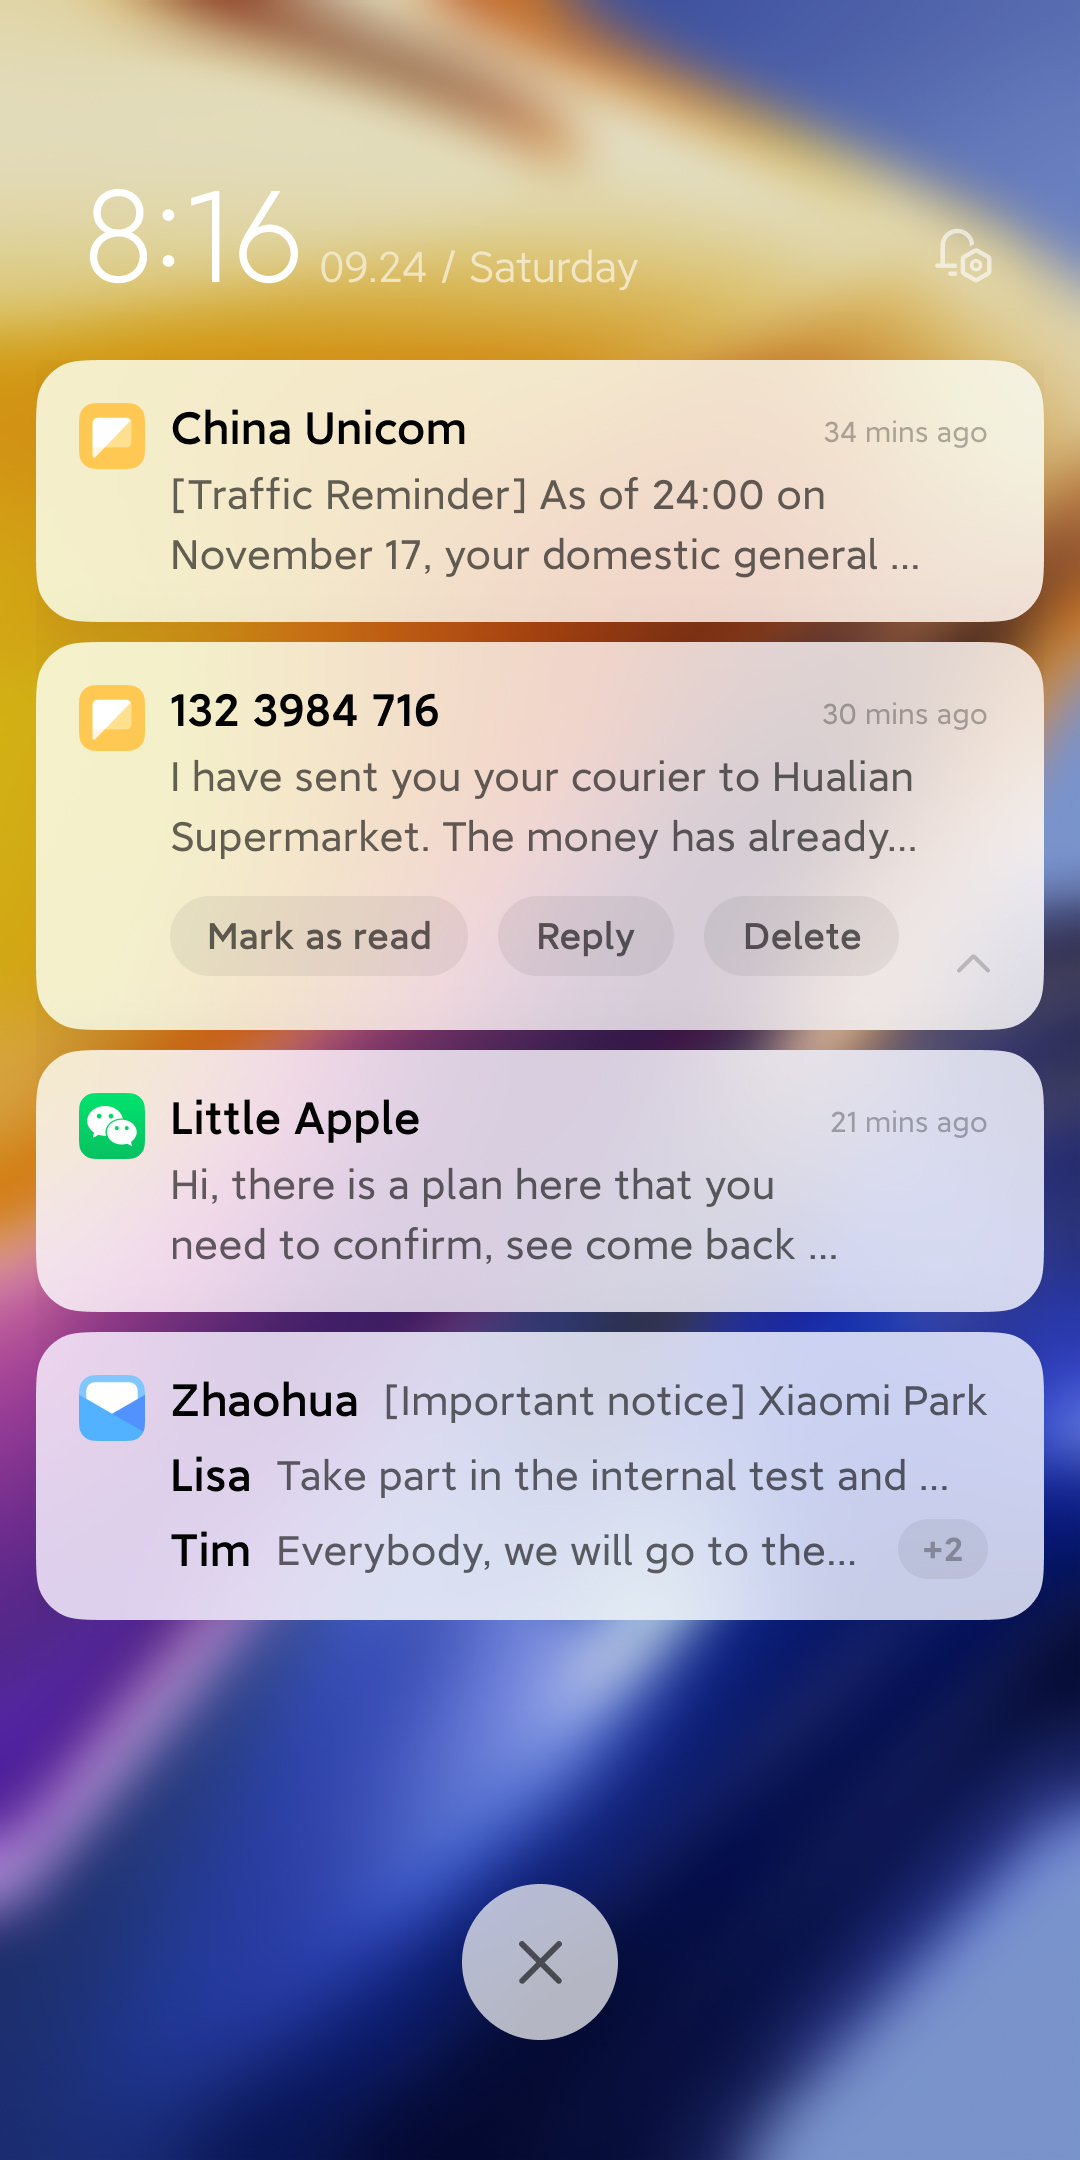 8:16 09.24 / Saturday
China Unicom 34 mins ago
[Traffic Reminder] As of 24:00 on
November 17, your domestic general ...
132 3984 716 30 mins ago
I have sent you your courier to Hualian
Supermarket. The money has already...
Mark as read Reply Delete
Little Apple 21 mins ago
Hi, there is a plan here that you
need to confirm, see come back ...
Zhaohua [Important notice] Xiaomi Park
Lisa Take part in the internal test and ...
Tim Everybody, we will go to the... +2